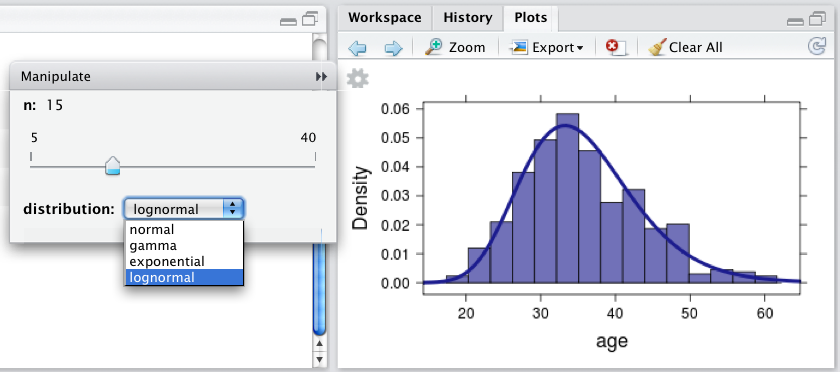 Workspace History Plots
Zoom Export Clear All
Manipulate
n: 15
5 40
distribution: lognormal
normal
gamma
exponential
lognormal
0.06
0.05
0.04
0.03
0.02
0.01
0.00
Density
20 30 40 50 60
age